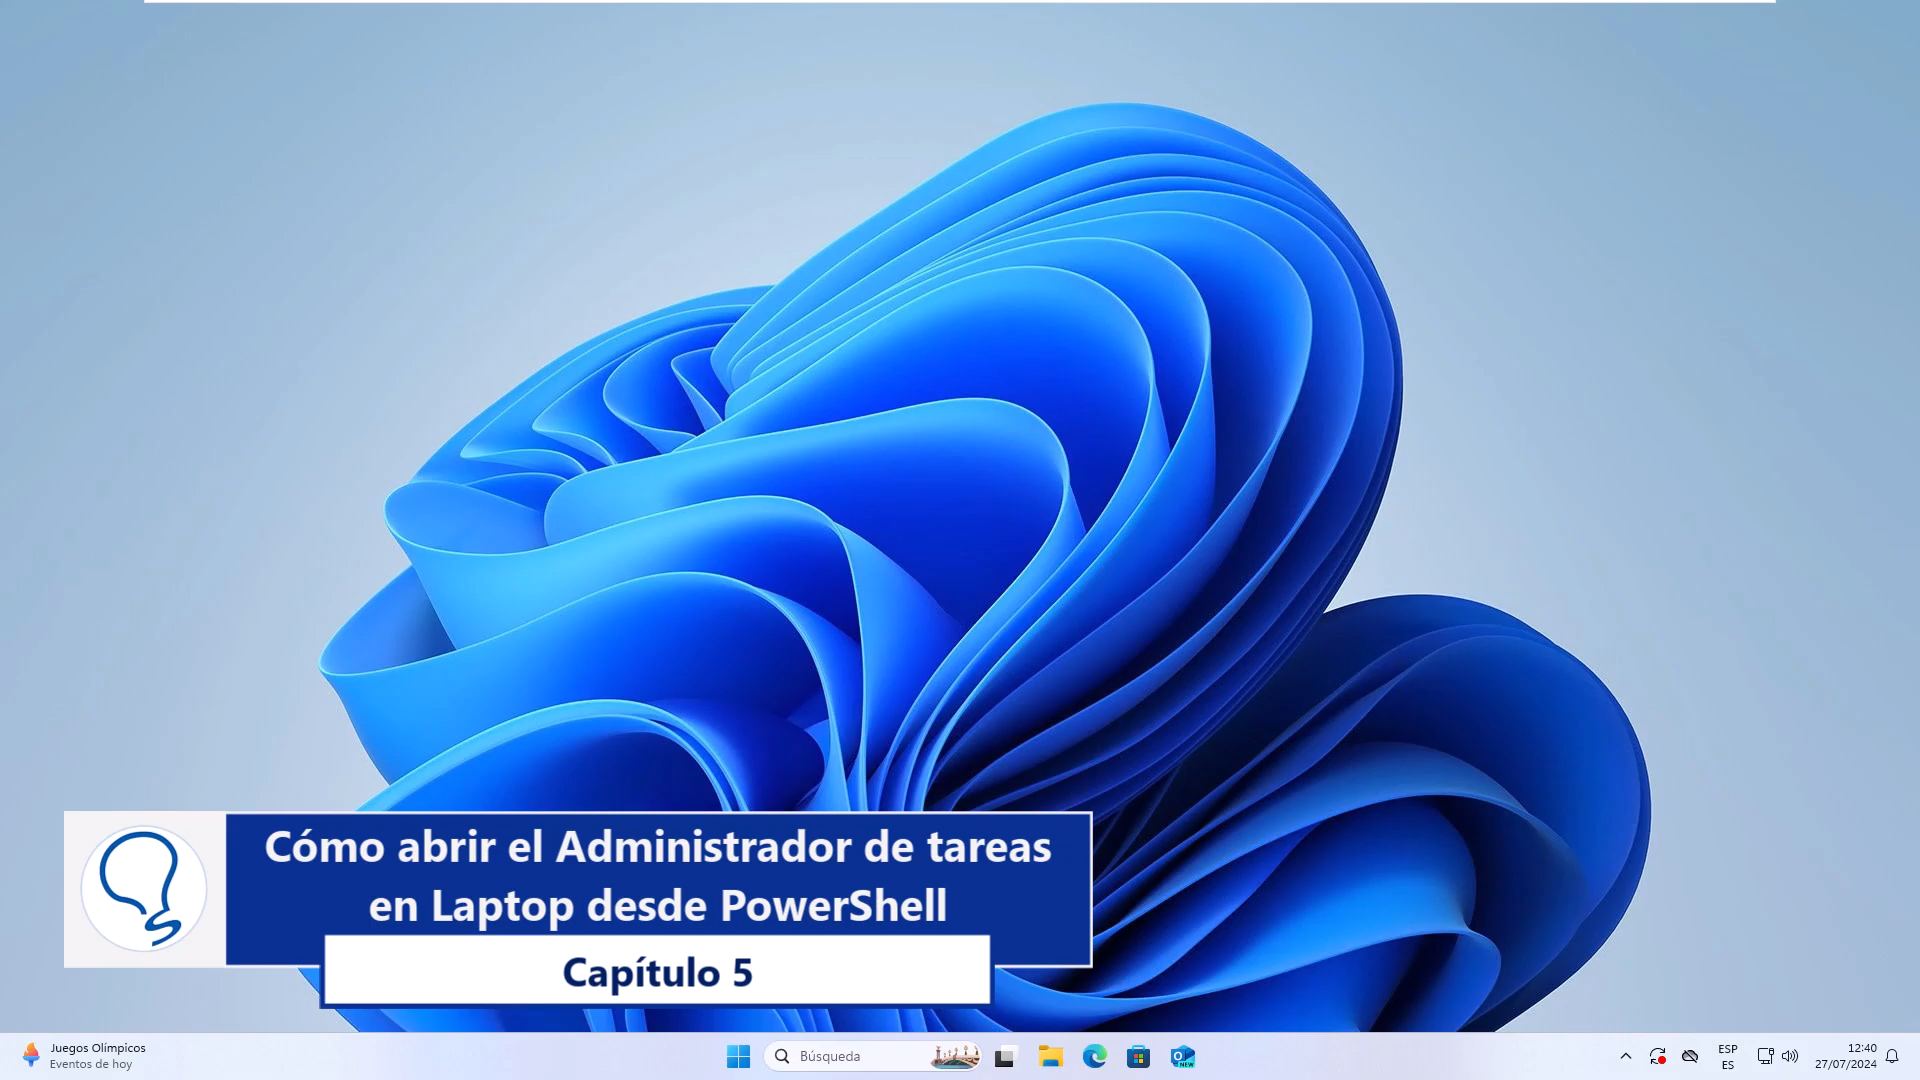 Cómo abrir el Administrador de tareas
en Laptop desde PowerShell
Capítulo 5
Juegos Olímpicos
Eventos de hoy
Búsqueda
NEW
ESP
ES
12:40
27/07/2024